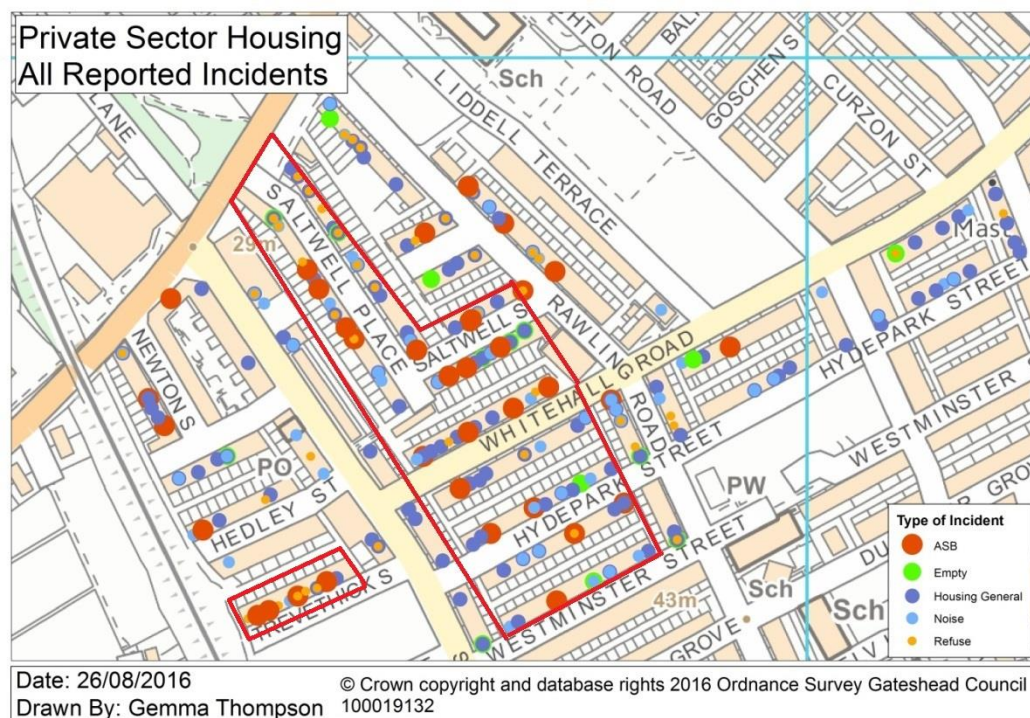 Private Sector Housing
All Reported Incidents
LANE
Sch
GHTON ROAD
BAL
GOSCHEN S
CURZON ST
LIDDELL TERRACE
SALTWELL PLACE
29m
Mas
NEWTON S
SALTWELL S
RAWLIN
ROAD
WHITEHALL ROAD
HYDEPARK STREET
WESTMINSTER
PO
HEDLEY ST
HYDEPARK STREET
PW
TREVETHICK S
WESTMINSTER STREET
43m
GROVE
Sch
Sch
Type of Incident
ASB
Empty
Housing General
Noise
Refuse
Date: 26/08/2016
Drawn By: Gemma Thompson
© Crown copyright and database rights 2016 Ordnance Survey Gateshead Council
100019132